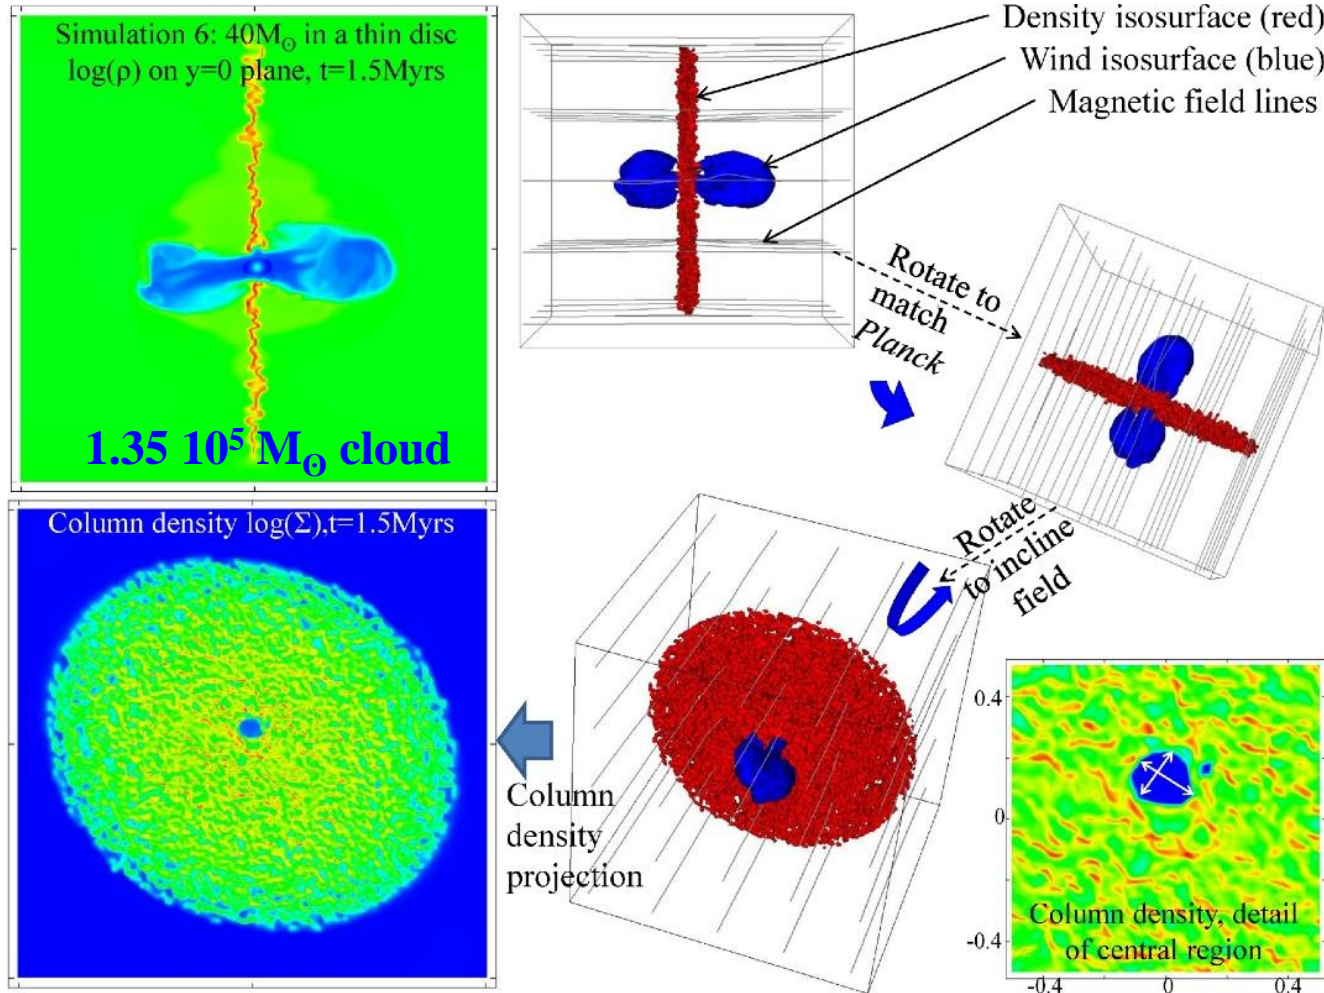 Simulation 6: 40M⊙ in a thin disc
log(ρ) on y=0 plane, t=1.5Myrs
1.35 10⁵ M⊙ cloud
Density isosurface (red)
Wind isosurface (blue)
Magnetic field lines
Rotate to
match
Planck
Rotate
to incline
field
Column density log(Σ),t=1.5Myrs
Column
density
projection
0.4
0
-0.4
Column density, detail
of central region
-0.4
0
0.4